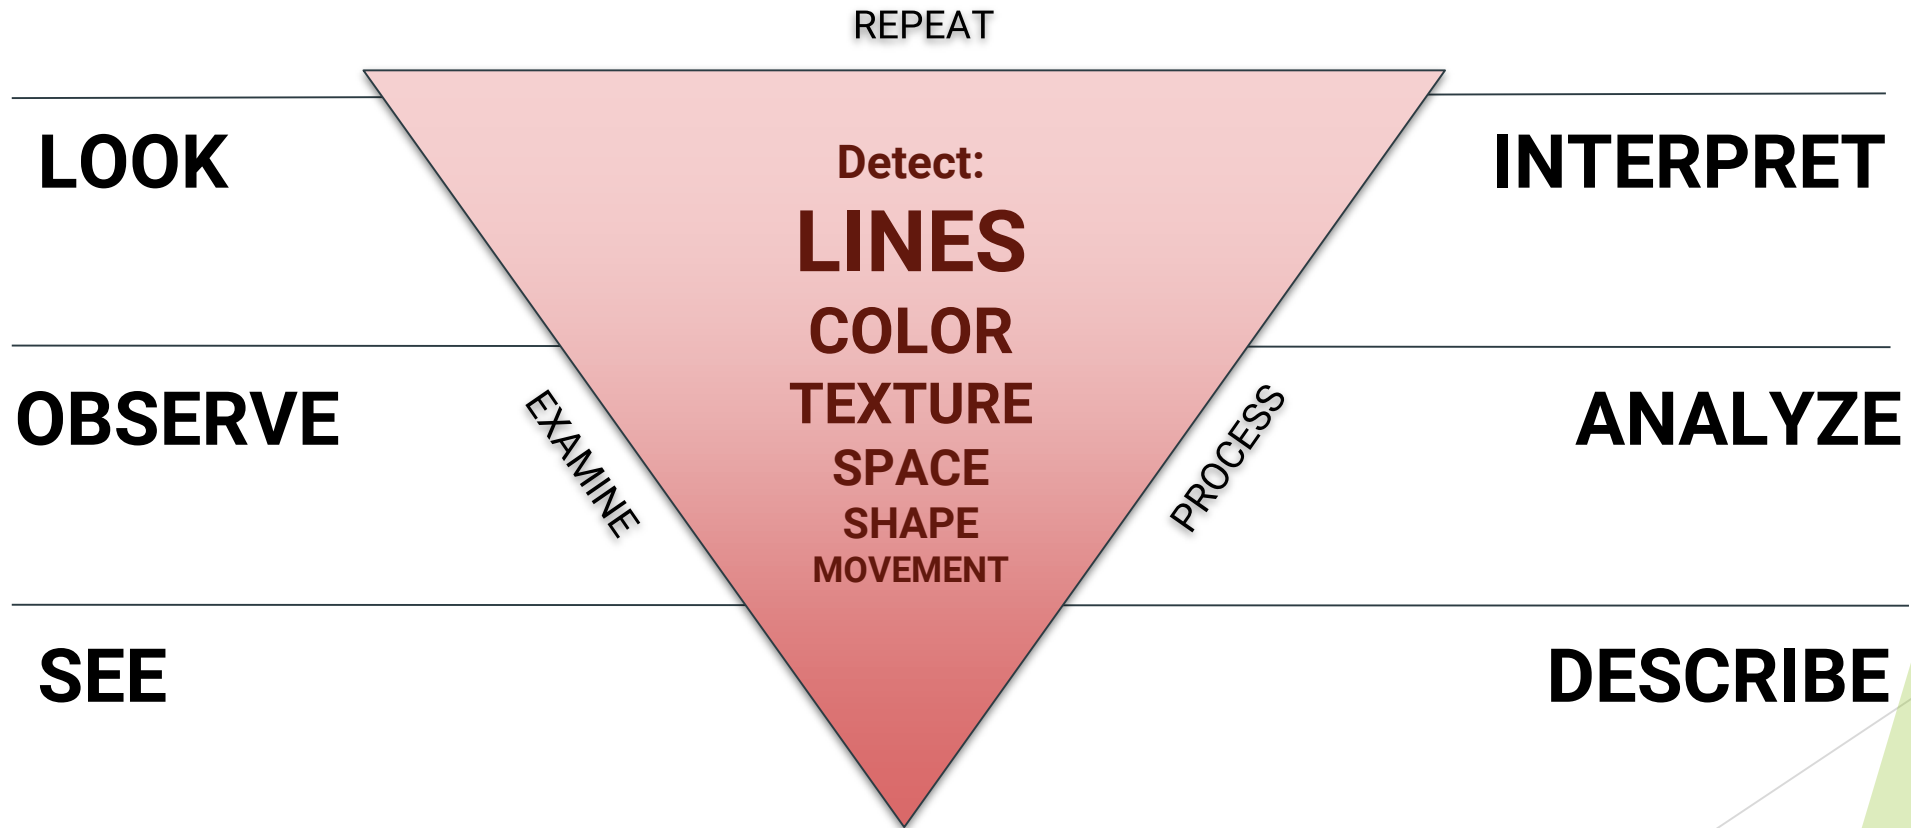 REPEAT
LOOK
INTERPRET
Detect:
LINES
COLOR
TEXTURE
SPACE
SHAPE
MOVEMENT
OBSERVE
EXAMINE
PROCESS
ANALYZE
SEE
DESCRIBE